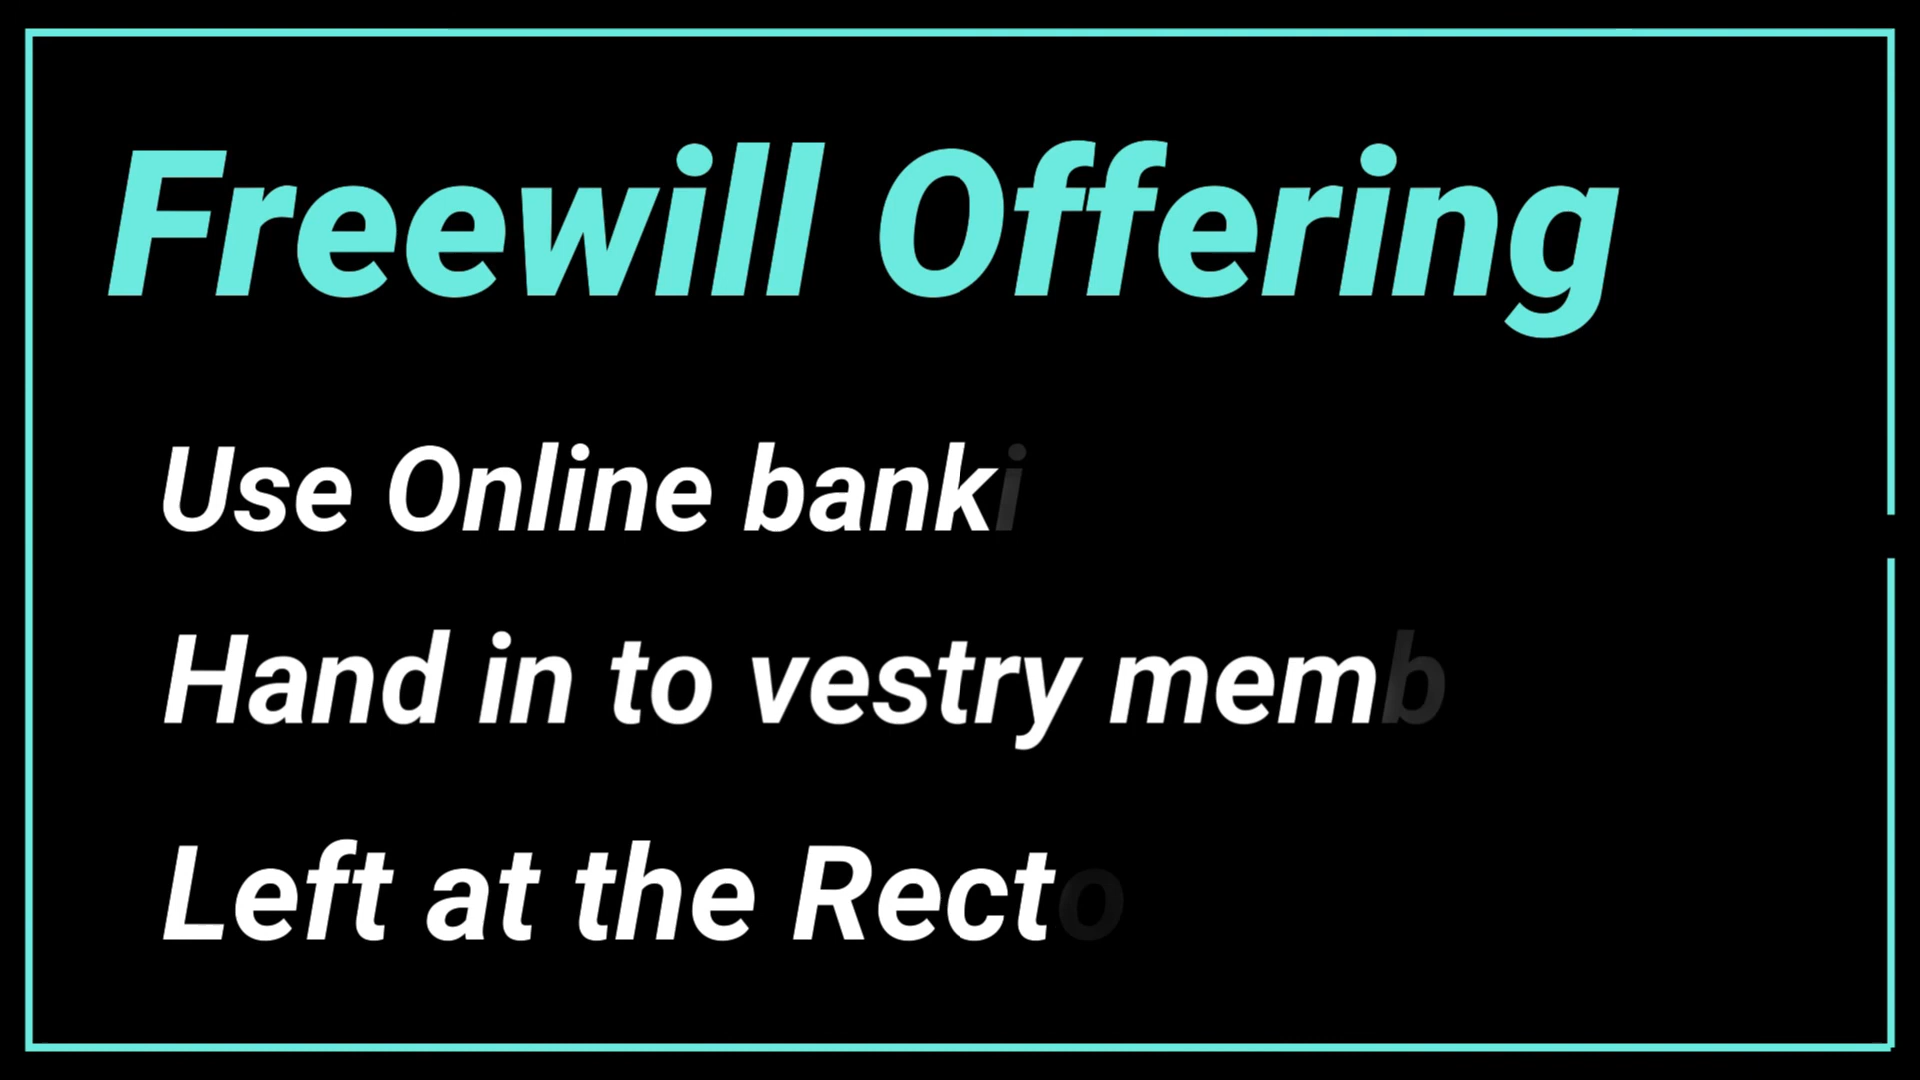 Freewill Offering
Use Online banki
Hand in to vestry memb
Left at the Recto